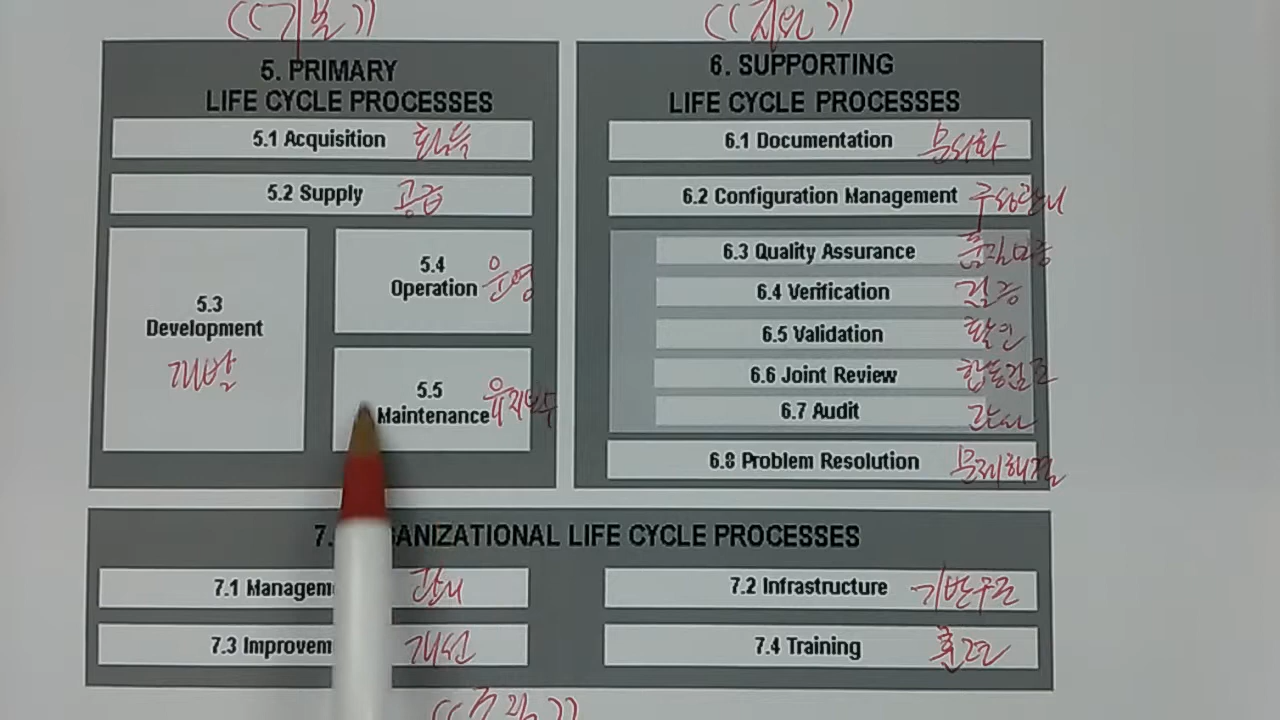 ((기본))
5. PRIMARY
LIFE CYCLE PROCESSES
5.1 Acquisition 획득
5.2 Supply 공급
5.3
Development
개발
5.4
Operation 운영
5.5
Maintenance 유지보수
((지원))
6. SUPPORTING
LIFE CYCLE PROCESSES
6.1 Documentation 문서화
6.2 Configuration Management 구성관리
6.3 Quality Assurance 품질보증
6.4 Verification 검증
6.5 Validation 확인
6.6 Joint Review 합동검토
6.7 Audit 감사
6.8 Problem Resolution 문제해결
7. LIFE CYCLE PROCESSES
7.1 관리
7.2 Infrastructure 기반구조
7.3 개선
7.4 Training 훈련
((조직))